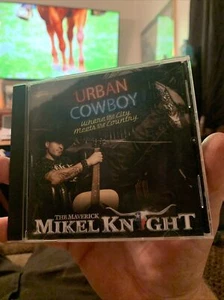 URBAN
COWBOY
Where the City
Meets the Country
THE MAVERICK
MIKEL KNIGHT